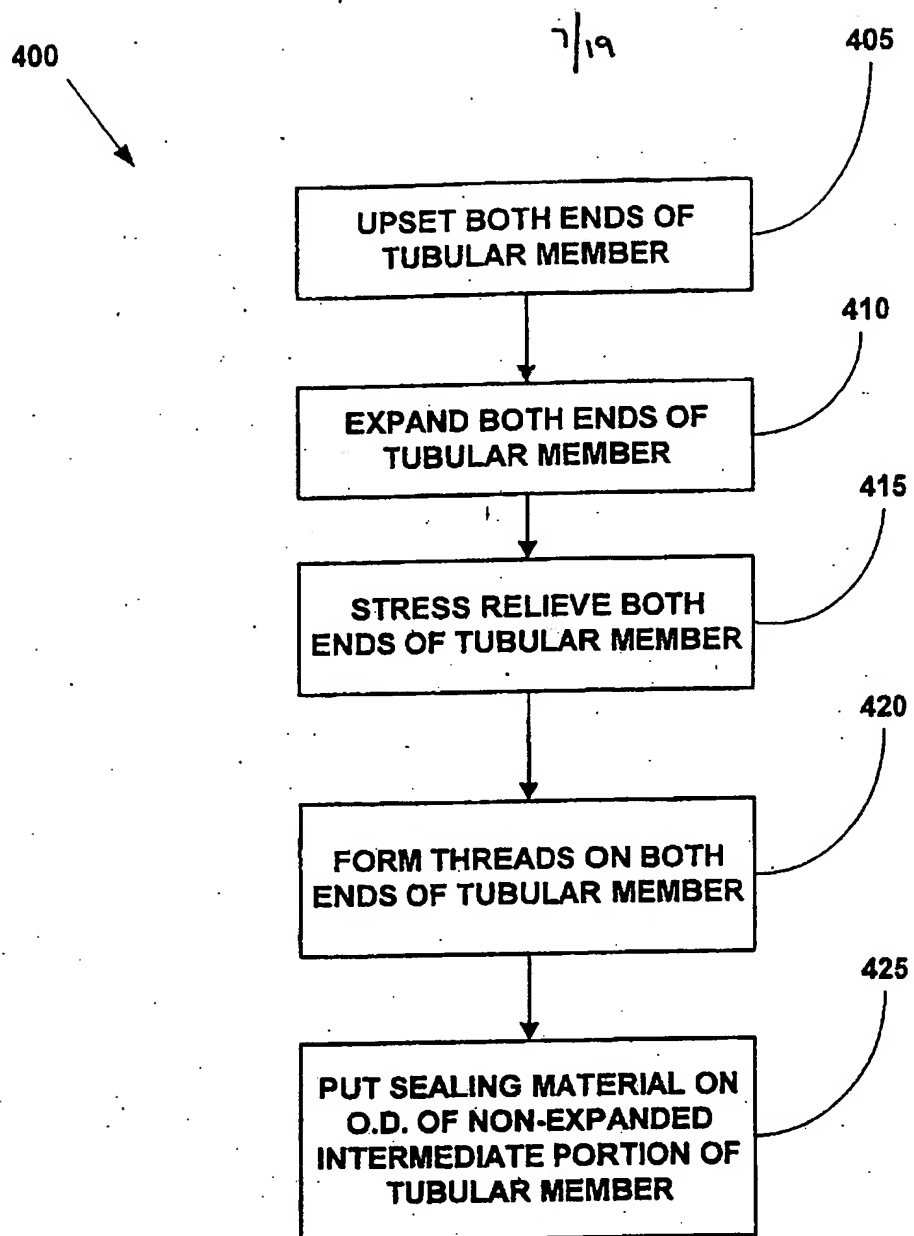 7/19
400
405
UPSET BOTH ENDS OF
TUBULAR MEMBER
410
EXPAND BOTH ENDS OF
TUBULAR MEMBER
415
STRESS RELIEVE BOTH
ENDS OF TUBULAR MEMBER
420
FORM THREADS ON BOTH
ENDS OF TUBULAR MEMBER
425
PUT SEALING MATERIAL ON
O.D. OF NON-EXPANDED
INTERMEDIATE PORTION OF
TUBULAR MEMBER